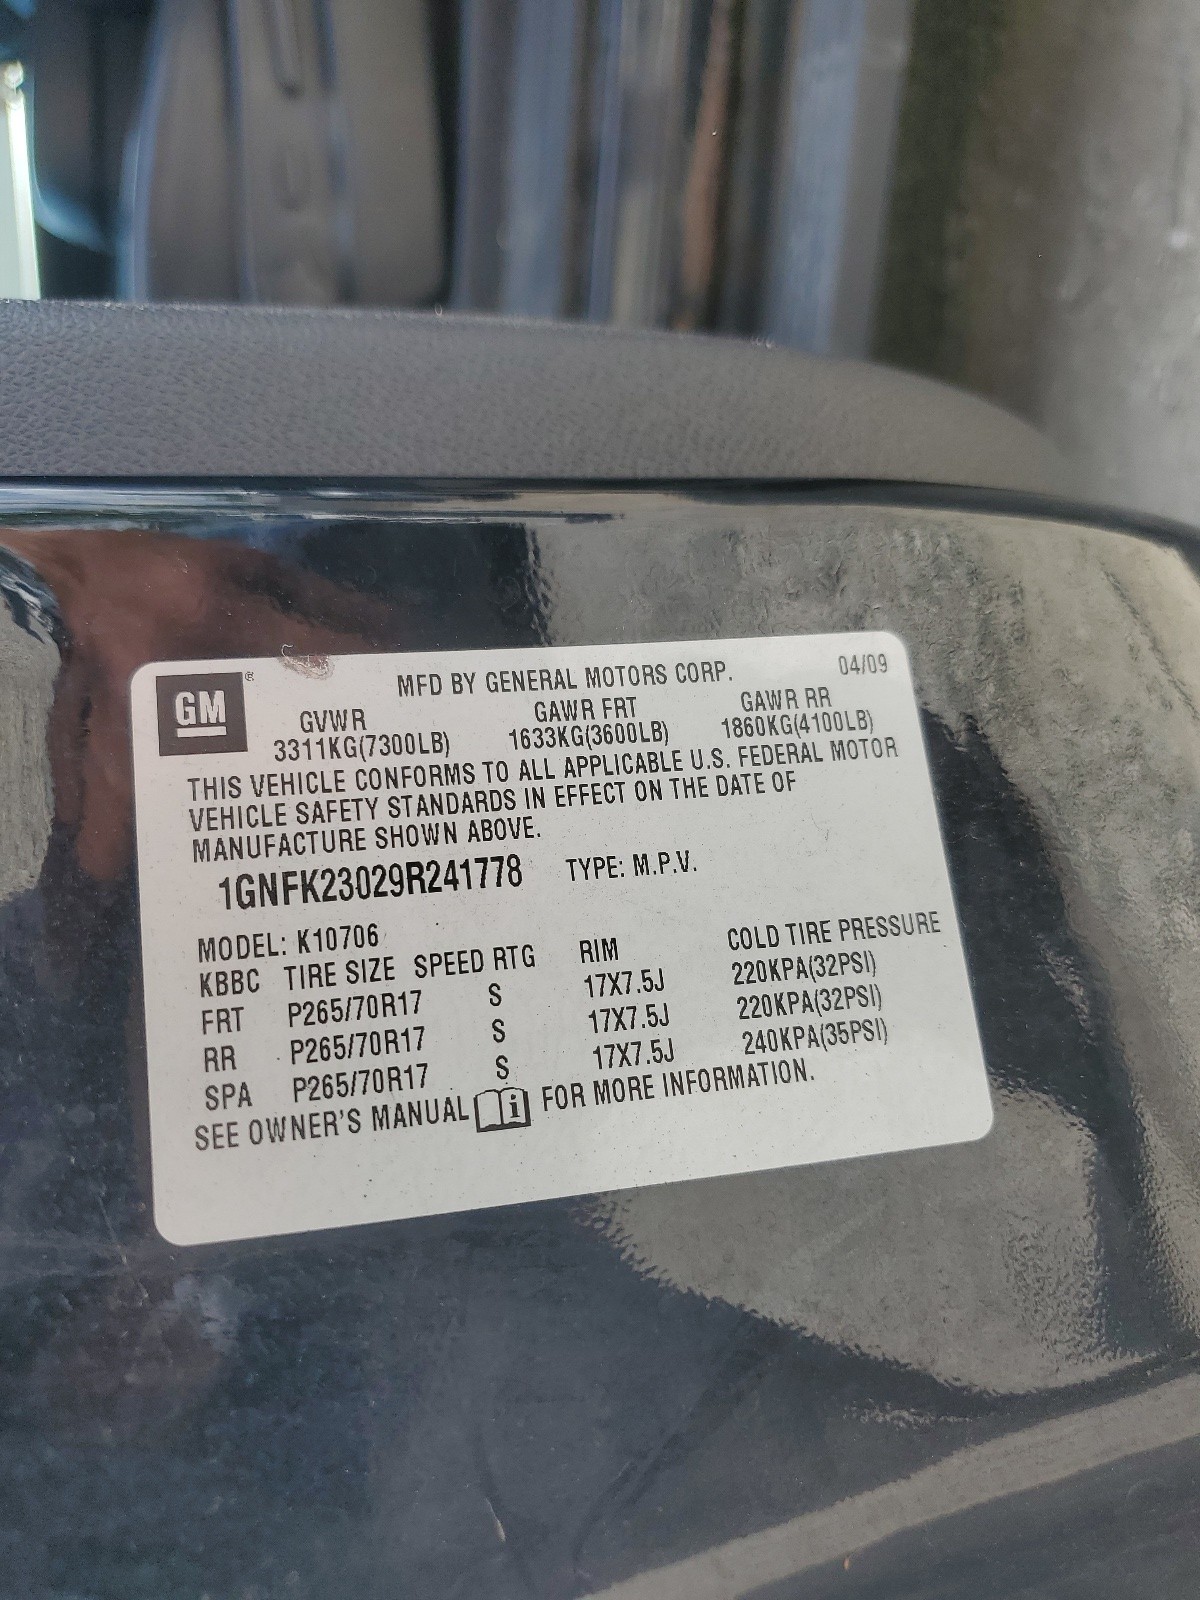 GM ®
MFD BY GENERAL MOTORS CORP. 04/09
GVWR GAWR FRT GAWR RR
3311KG(7300LB) 1633KG(3600LB) 1860KG(4100LB)
THIS VEHICLE CONFORMS TO ALL APPLICABLE U.S. FEDERAL MOTOR
VEHICLE SAFETY STANDARDS IN EFFECT ON THE DATE OF
MANUFACTURE SHOWN ABOVE.
1GNFK23029R241778 TYPE: M.P.V.
MODEL: K10706
KBBC TIRE SIZE SPEED RTG RIM COLD TIRE PRESSURE
FRT P265/70R17 S 17X7.5J 220KPA(32PSI)
RR P265/70R17 S 17X7.5J 220KPA(32PSI)
SPA P265/70R17 S 17X7.5J 240KPA(35PSI)
SEE OWNER'S MANUAL i FOR MORE INFORMATION.